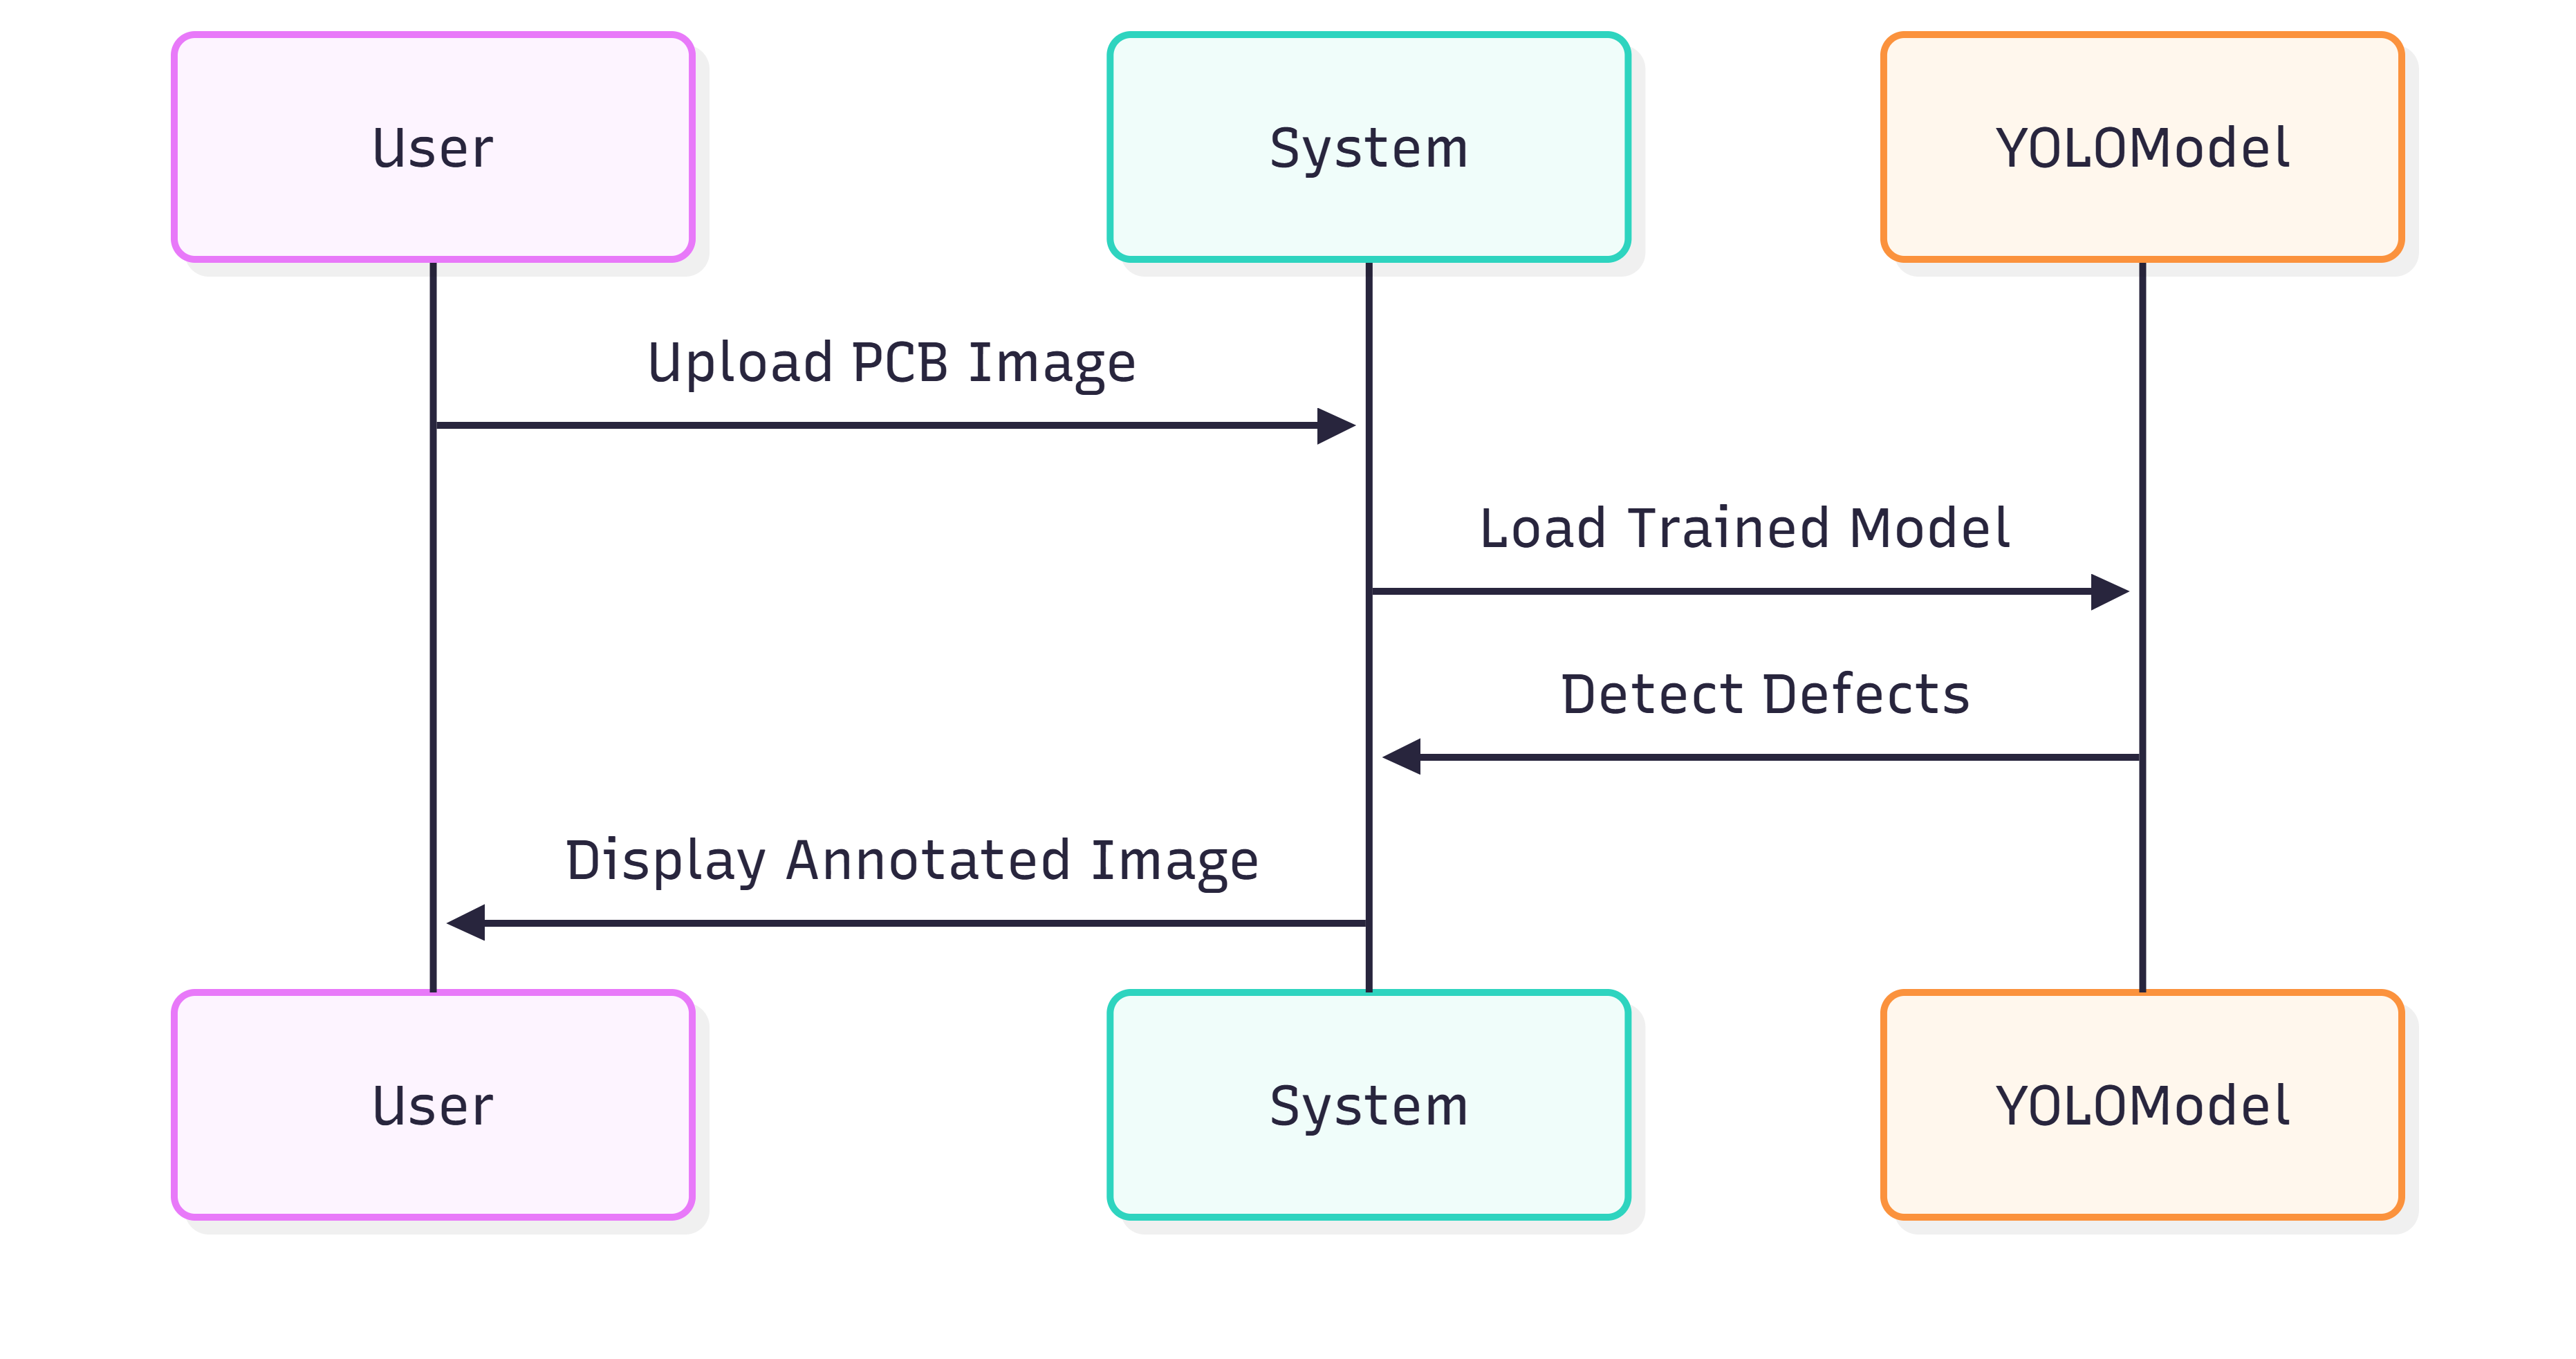 User
System
YOLOModel
Upload PCB Image
Load Trained Model
Detect Defects
Display Annotated Image
User
System
YOLOModel